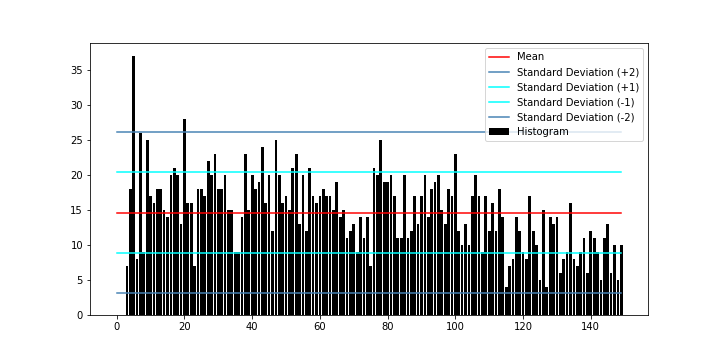 Mean
Standard Deviation (+2)
Standard Deviation (+1)
Standard Deviation (-1)
Standard Deviation (-2)
Histogram
35
30
25
20
15
10
5
0
0 20 40 60 80 100 120 140